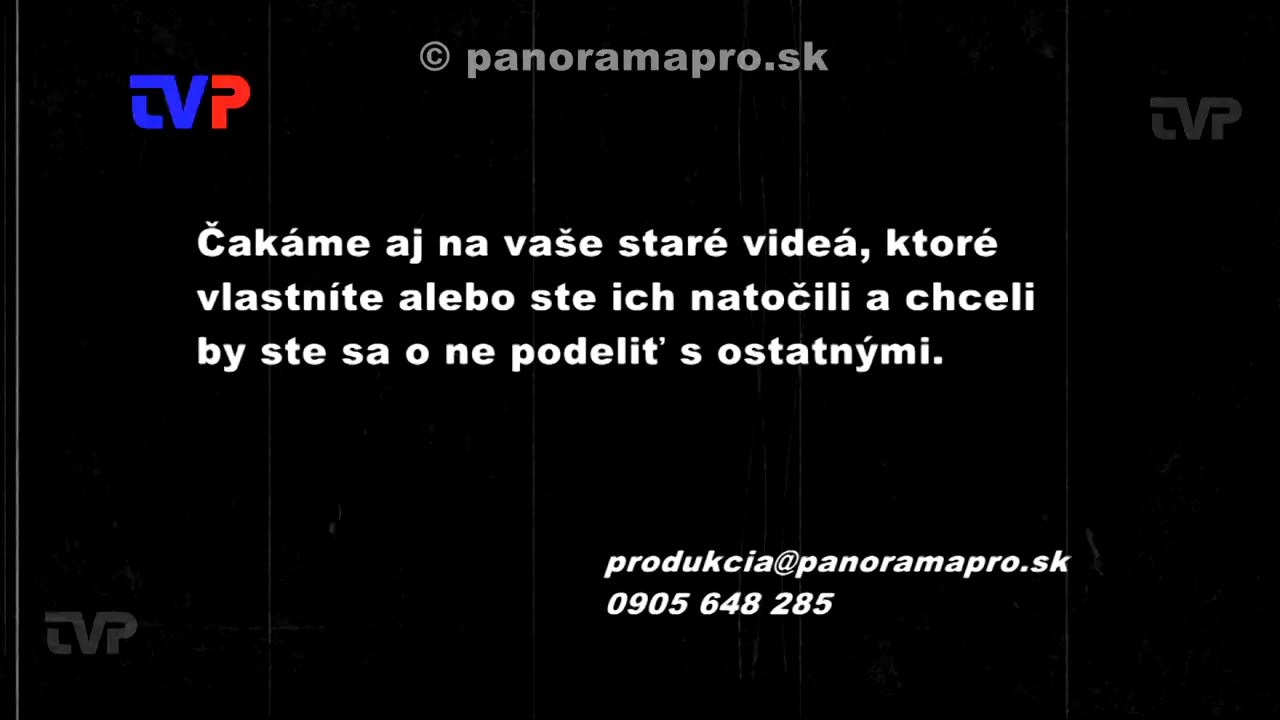 © panoramapro.sk
TVP
TVP
Čakáme aj na vaše staré videá, ktoré
vlastníte alebo ste ich natočili a chceli
by ste sa o ne podeliť s ostatnými.
produkcia@panoramapro.sk
0905 648 285
TVP